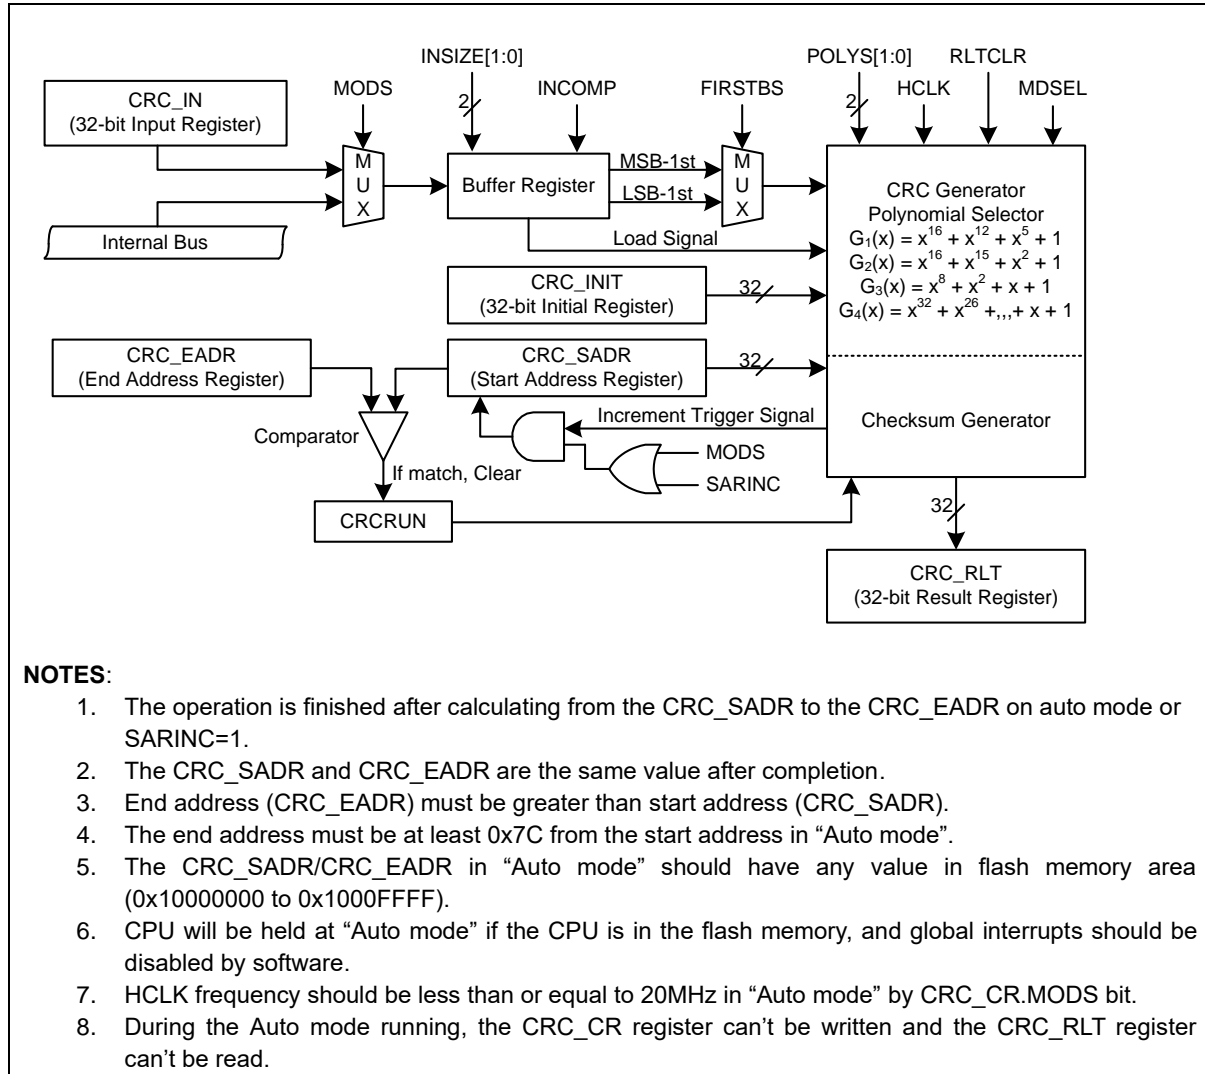 INSIZE[1:0]
POLYS[1:0]
RLTCLR
MODS
2
INCOMP
FIRSTBS
2
HCLK
MDSEL
CRC_IN
(32-bit Input Register)
M
U
X
Buffer Register
MSB-1st
LSB-1st
M
U
X
Internal Bus
Load Signal
CRC Generator
Polynomial Selector
G₁(x) = x¹⁶ + x¹² + x⁵ + 1
G₂(x) = x¹⁶ + x¹⁵ + x² + 1
G₃(x) = x⁸ + x² + x + 1
G₄(x) = x³² + x²⁶ +,,,+ x + 1
CRC_INIT
(32-bit Initial Register)
32
CRC_EADR
(End Address Register)
CRC_SADR
(Start Address Register)
32
Comparator
Increment Trigger Signal
Checksum Generator
MODS
SARINC
If match, Clear
CRCRUN
32
CRC_RLT
(32-bit Result Register)
NOTES:
1. The operation is finished after calculating from the CRC_SADR to the CRC_EADR on auto mode or
SARINC=1.
2. The CRC_SADR and CRC_EADR are the same value after completion.
3. End address (CRC_EADR) must be greater than start address (CRC_SADR).
4. The end address must be at least 0x7C from the start address in “Auto mode”.
5. The CRC_SADR/CRC_EADR in “Auto mode” should have any value in flash memory area
(0x10000000 to 0x1000FFFF).
6. CPU will be held at “Auto mode” if the CPU is in the flash memory, and global interrupts should be
disabled by software.
7. HCLK frequency should be less than or equal to 20MHz in “Auto mode” by CRC_CR.MODS bit.
8. During the Auto mode running, the CRC_CR register can’t be written and the CRC_RLT register
can’t be read.